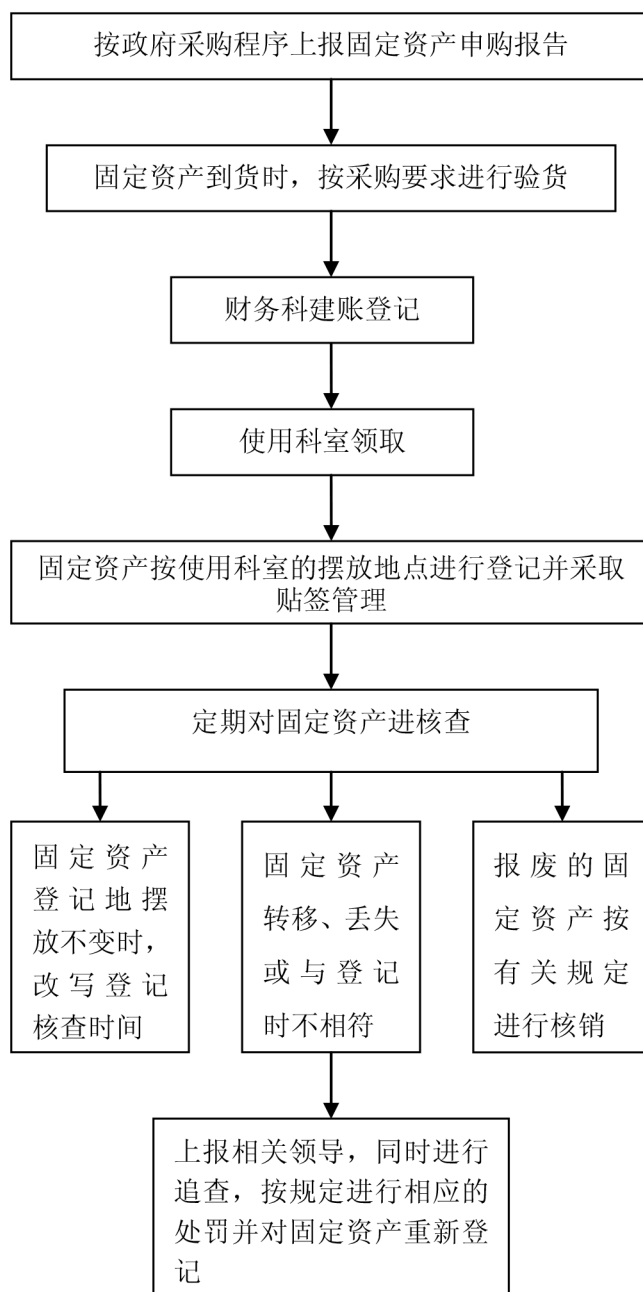 按政府采购程序上报固定资产申购报告
固定资产到货时，按采购要求进行验货
财务科建账登记
使用科室领取
固定资产按使用科室的摆放地点进行登记并采取
贴签管理
定期对固定资产进核查
固定资产
登记地摆
放不变时，
改写登记
核查时间
固定资产
转移、丢失
或与登记
时不相符
报废的固
定资产按
有关规定
进行核销
上报相关领导，同时进行
追查，按规定进行相应的
处罚并对固定资产重新登
记